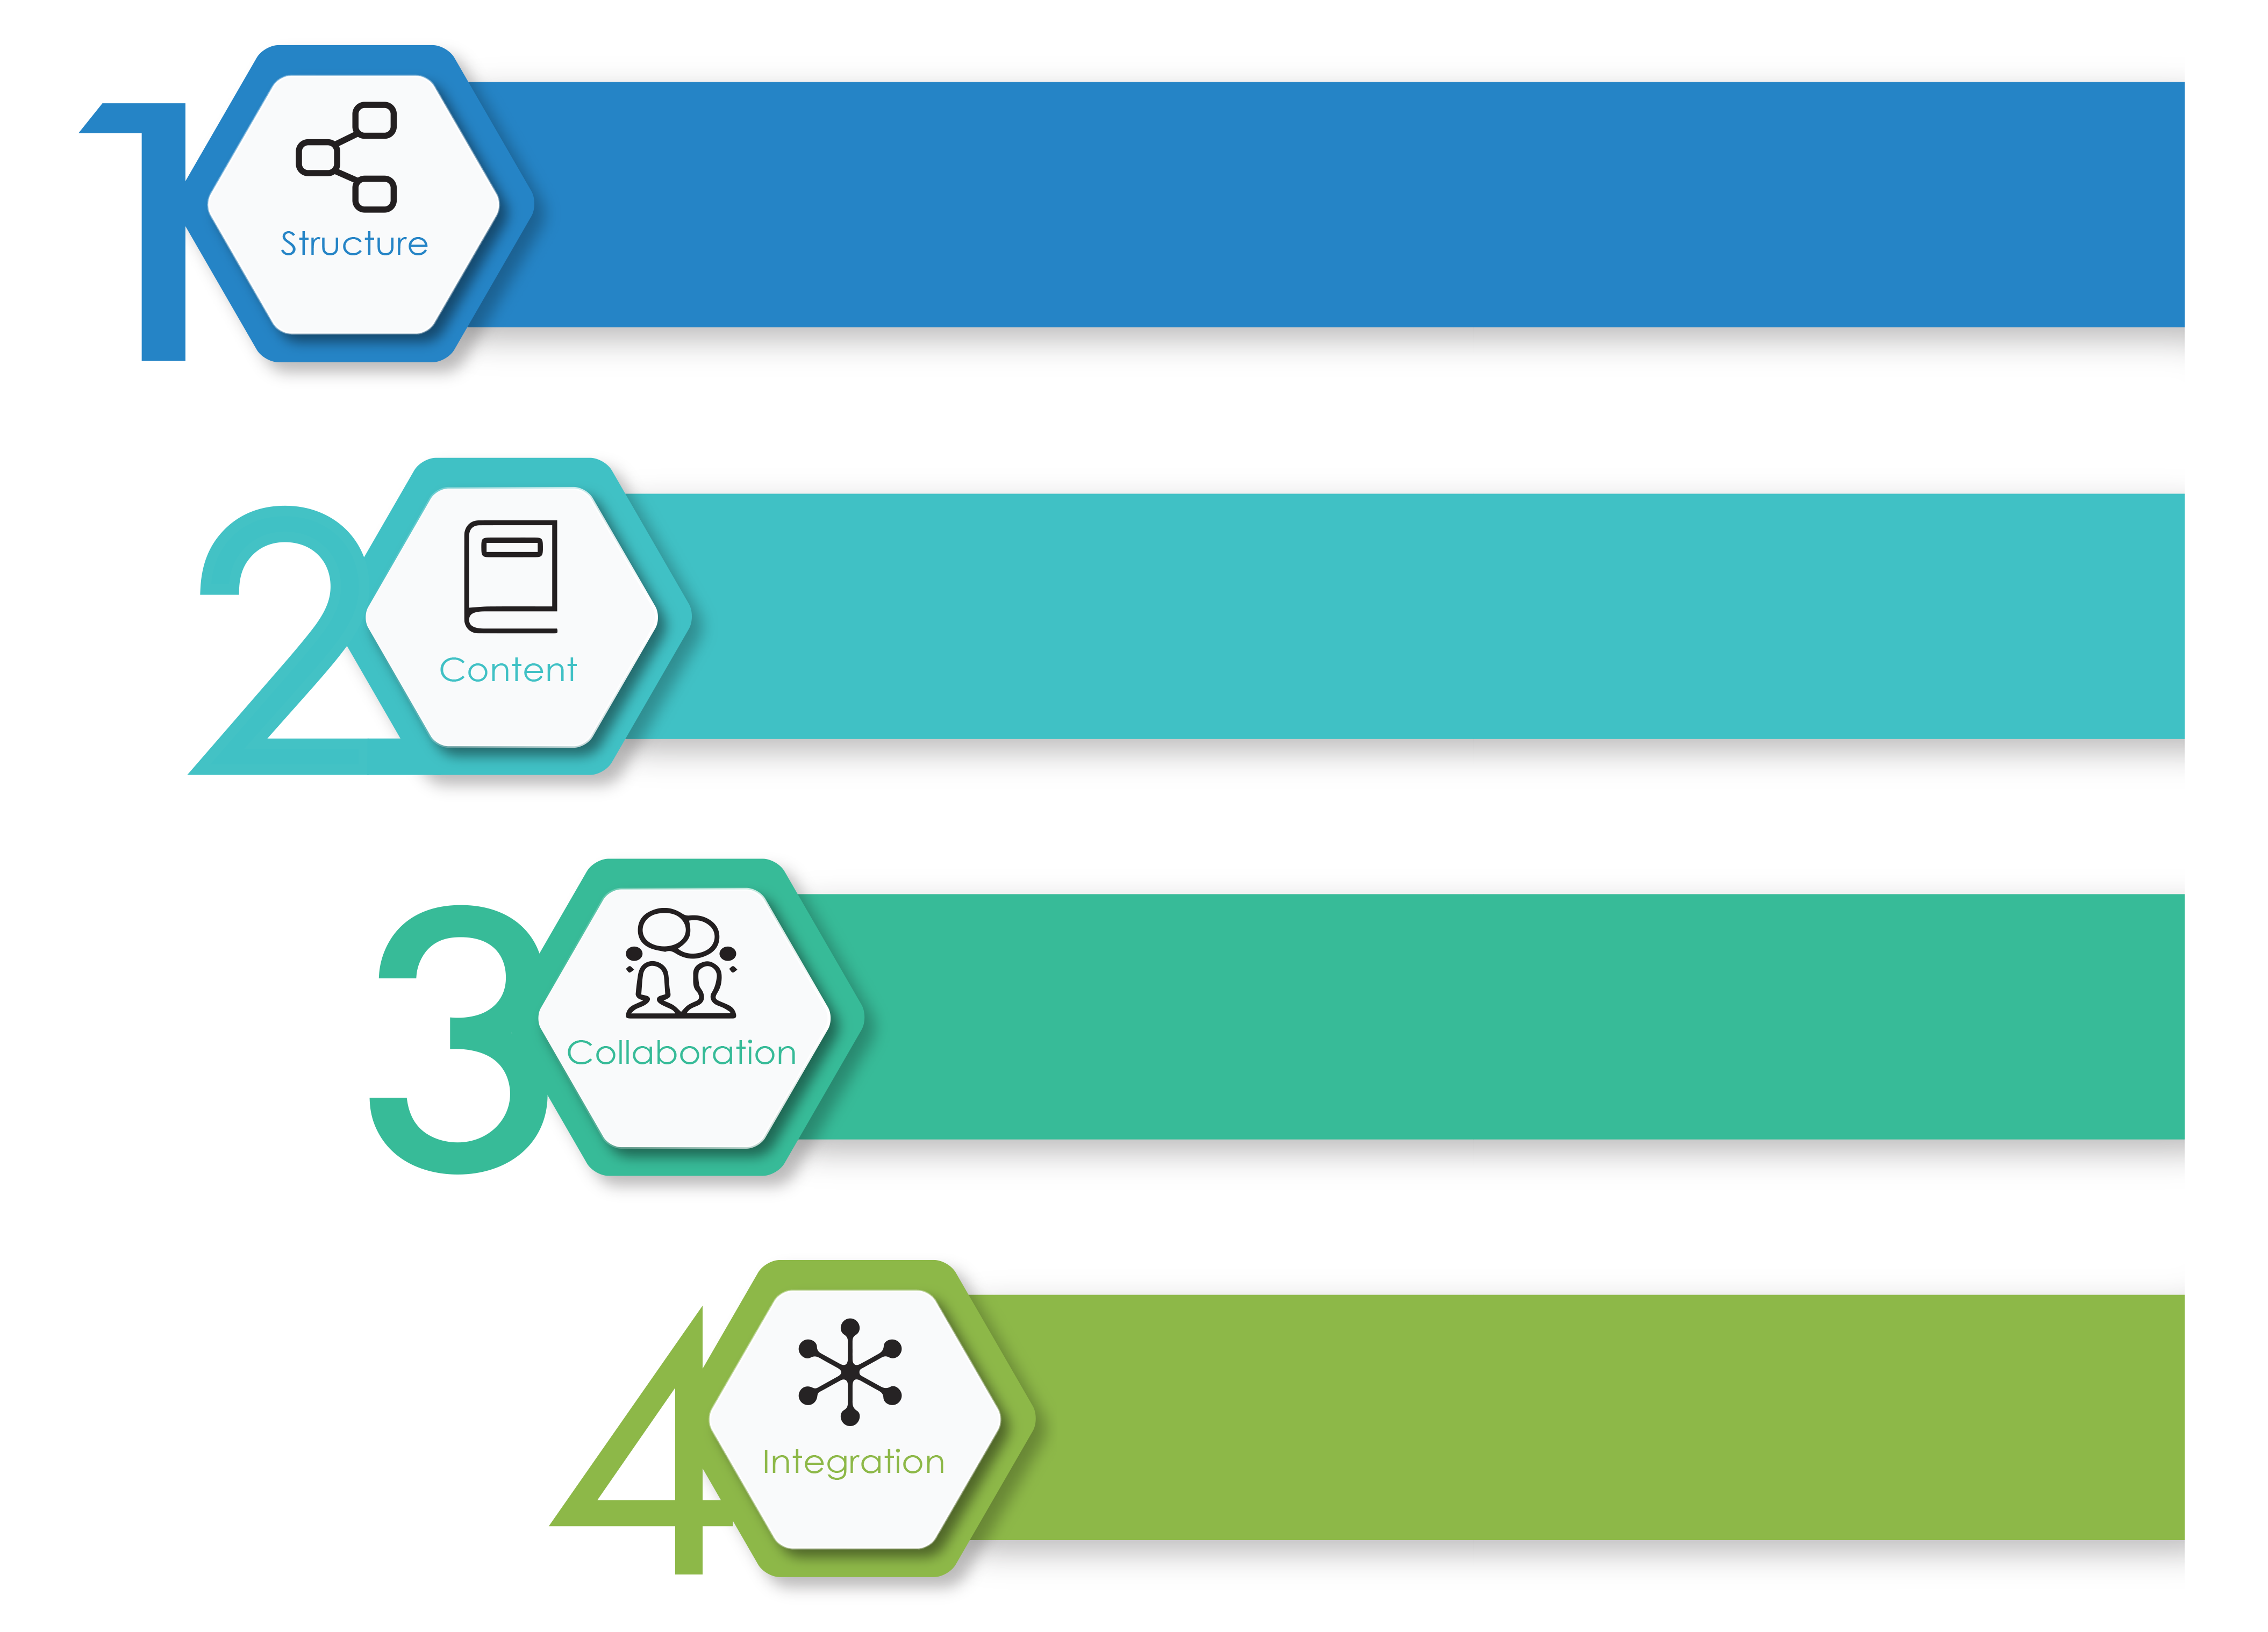 1
Structure
2
Content
3
Collaboration
4
Integration